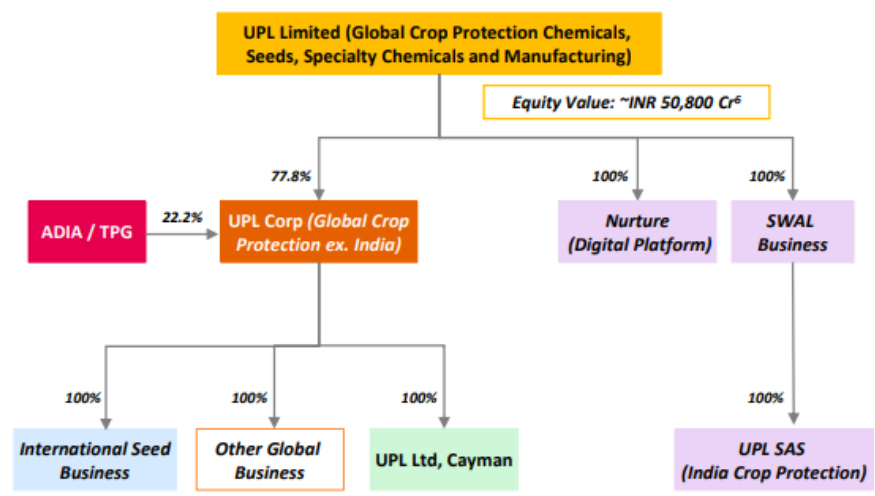 UPL Limited (Global Crop Protection Chemicals,
Seeds, Specialty Chemicals and Manufacturing)
Equity Value: ~INR 50,800 Cr⁶
77.8%
100%
100%
ADIA / TPG
22.2%
UPL Corp (Global Crop
Protection ex. India)
Nurture
(Digital Platform)
SWAL
Business
100%
100%
100%
100%
International Seed
Business
Other Global
Business
UPL Ltd, Cayman
UPL SAS
(India Crop Protection)